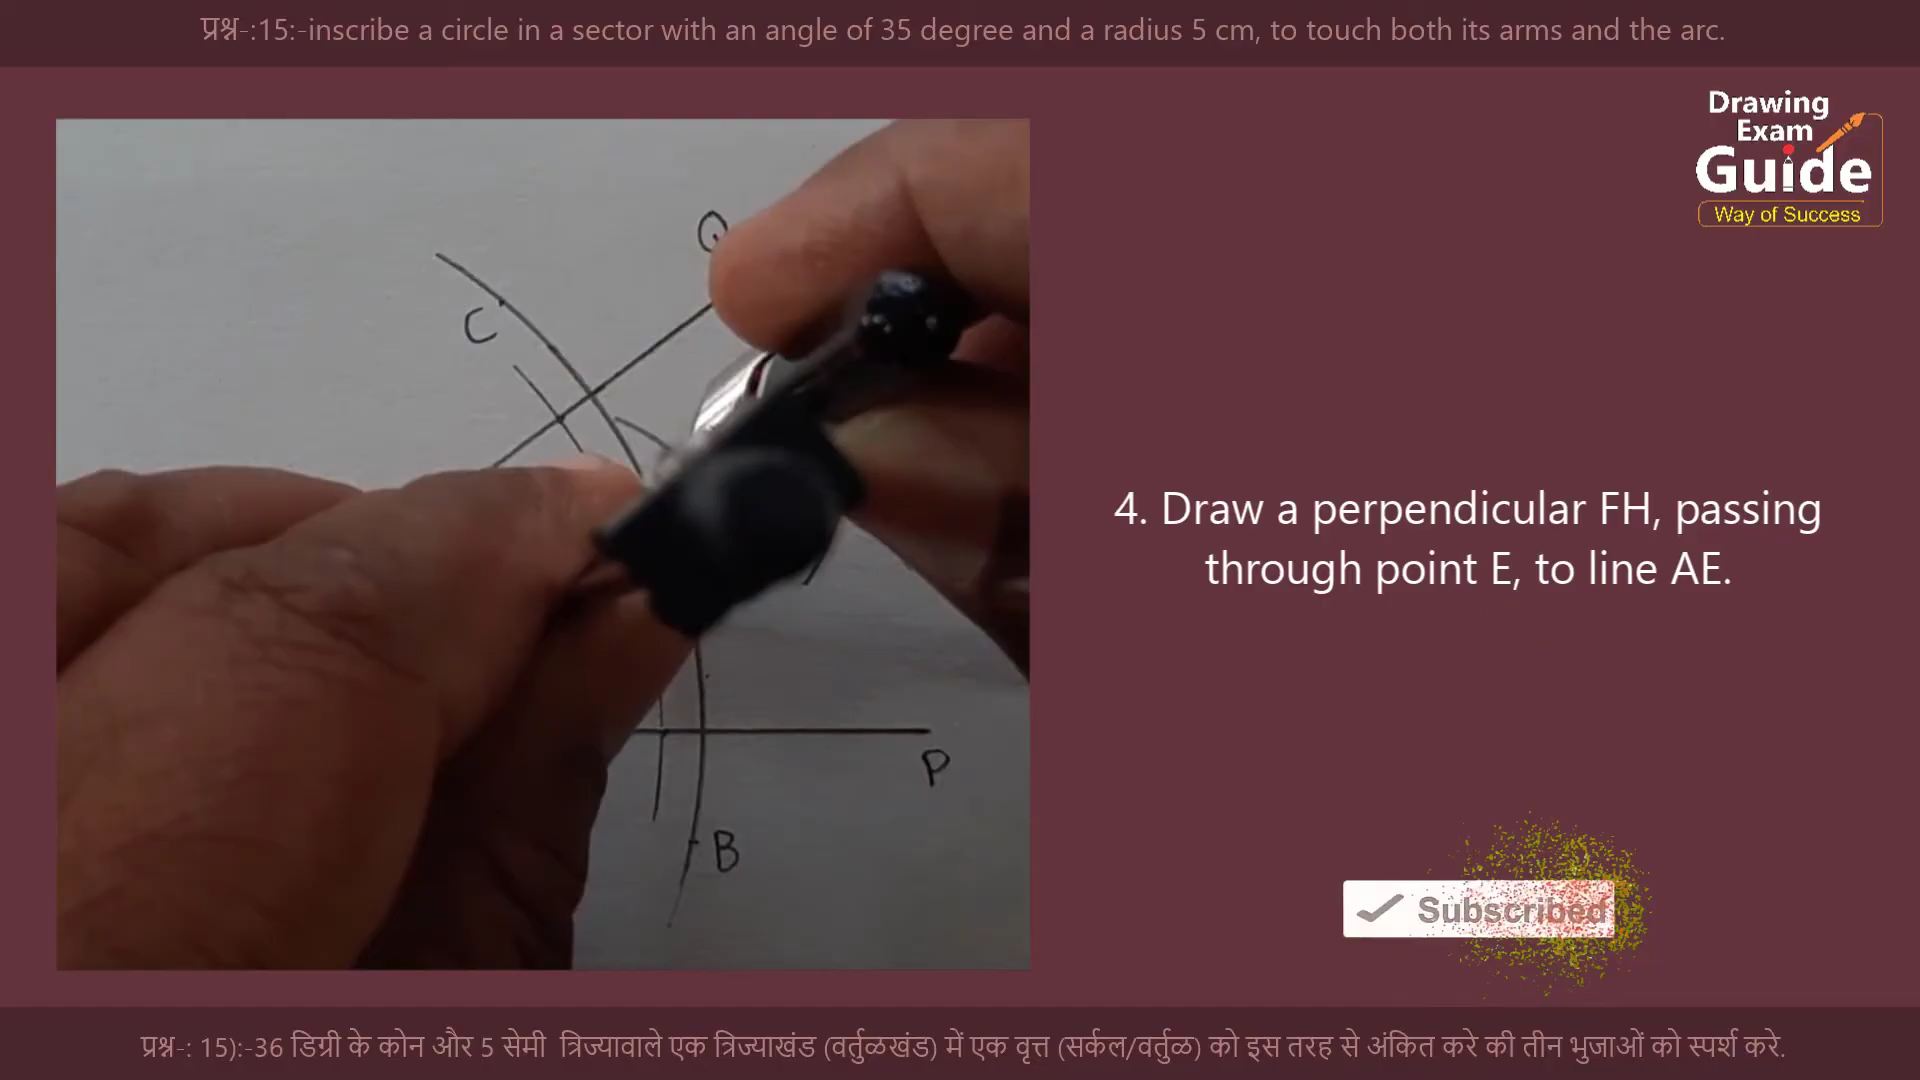 प्रश्न-:15:-inscribe a circle in a sector with an angle of 35 degree and a radius 5 cm, to touch both its arms and the arc.
Drawing
Exam
Guide
Way of Success
Q
C
4. Draw a perpendicular FH, passing
through point E, to line AE.
P
B
Subscribed
प्रश्न-: 15):-36 डिग्री के कोन और 5 सेमी त्रिज्यावाले एक त्रिज्याखंड (वर्तुळखंड) में एक वृत्त (सर्कल/वर्तुळ) को इस तरह से अंकित करे की तीन भुजाओं को स्पर्श करे.